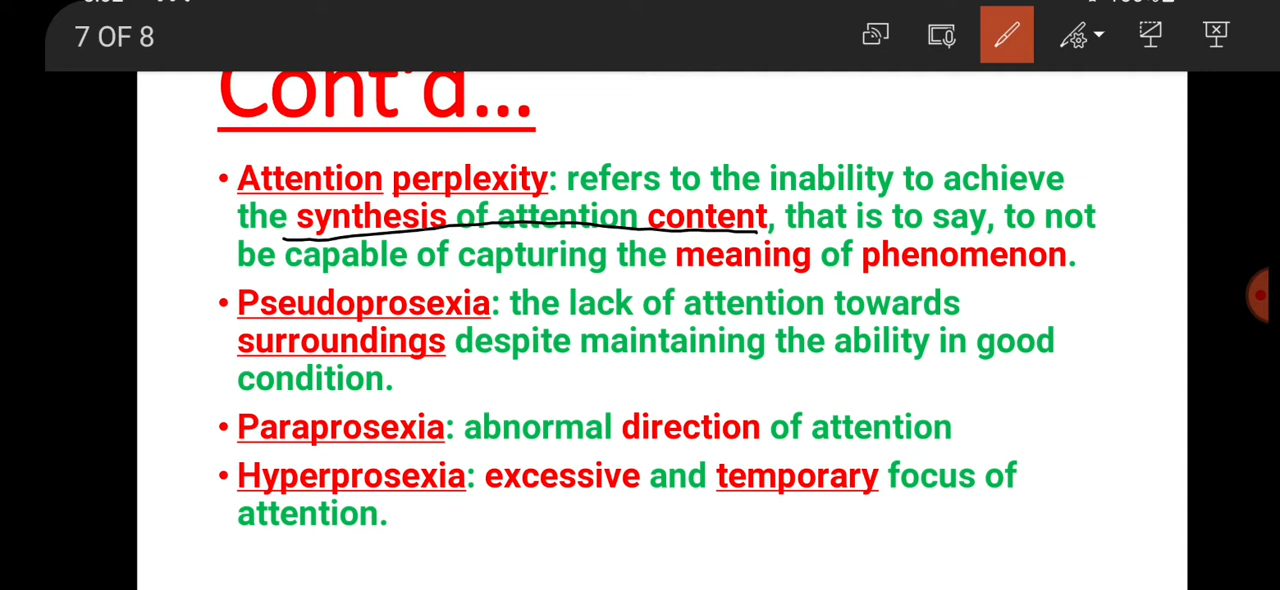 7 OF 8
Cont'd...
• Attention perplexity: refers to the inability to achieve
the synthesis of attention content, that is to say, to not
be capable of capturing the meaning of phenomenon.
• Pseudoprosexia: the lack of attention towards
surroundings despite maintaining the ability in good
condition.
• Paraprosexia: abnormal direction of attention
• Hyperprosexia: excessive and temporary focus of
attention.